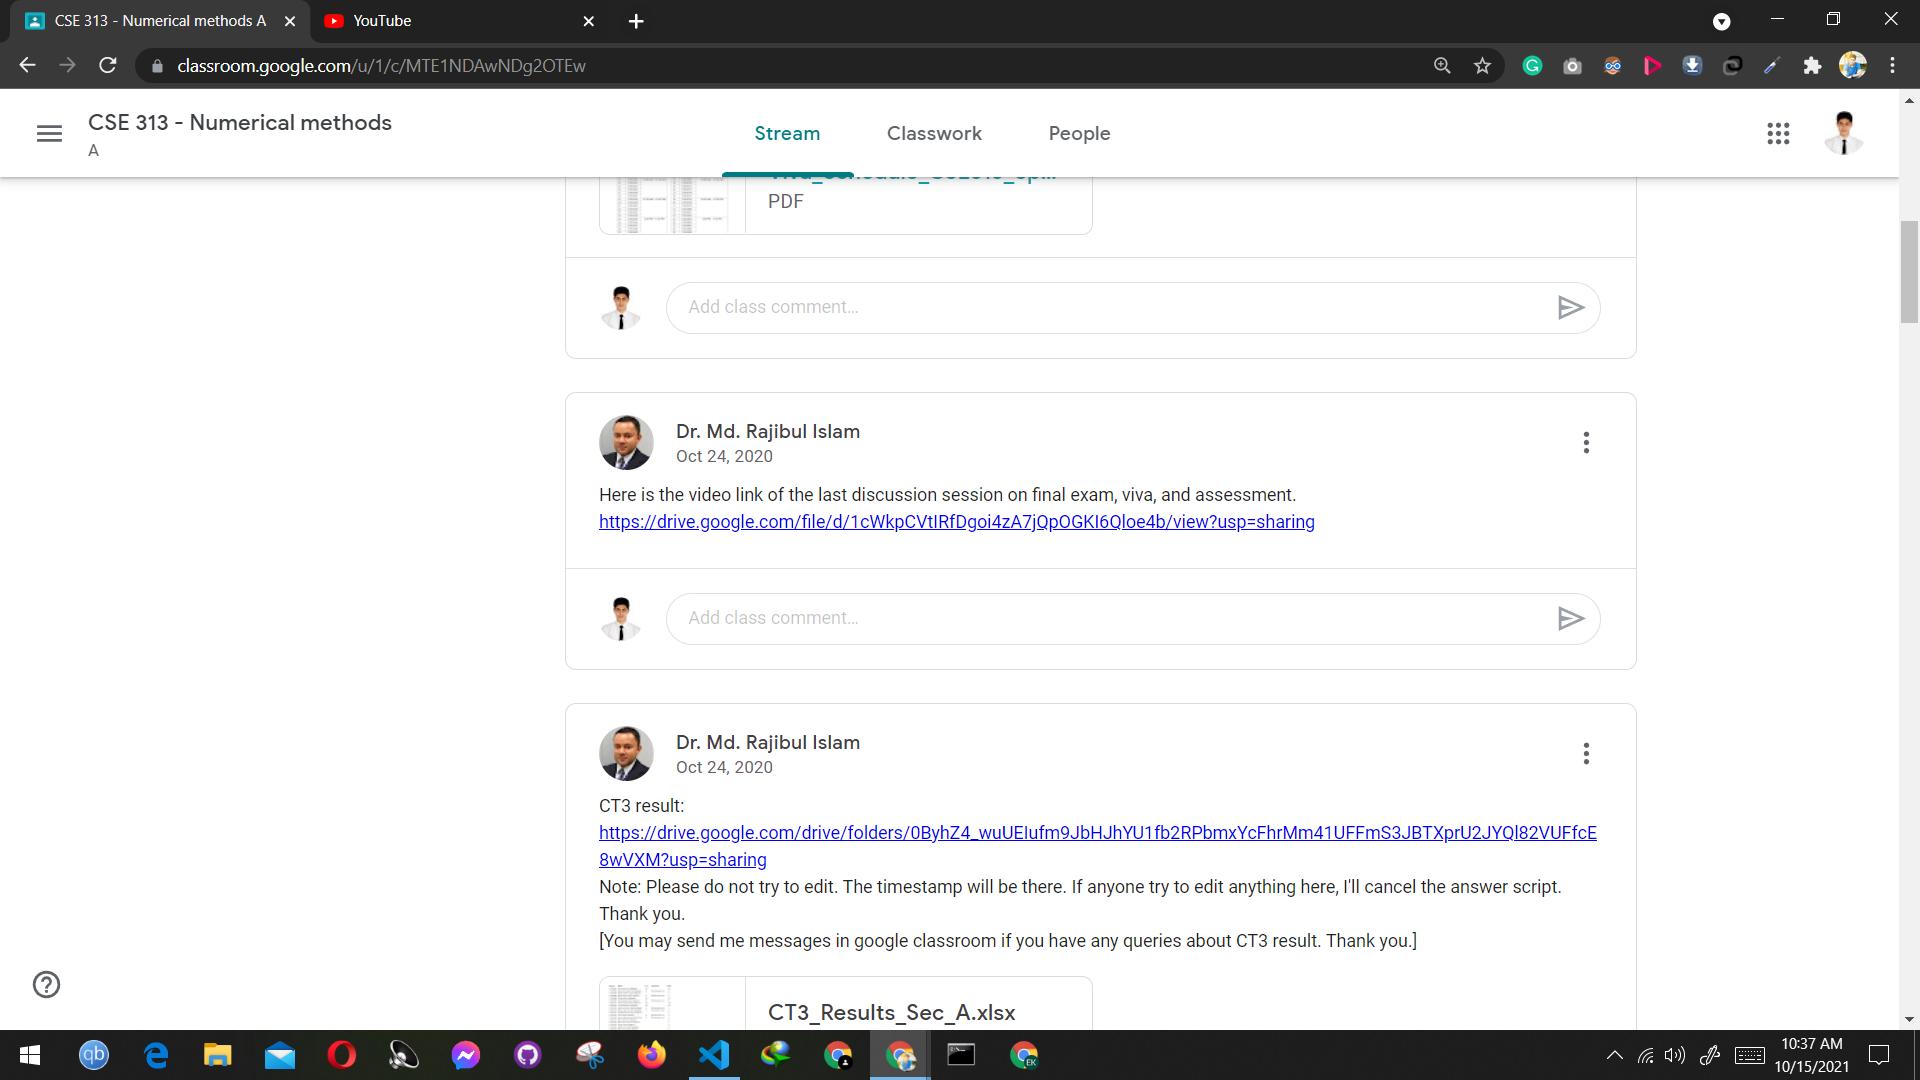 CSE 313 - Numerical methods A
YouTube
classroom.google.com/u/1/c/MTE1NDAwNDg2OTEw
CSE 313 - Numerical methods
A
Stream
Classwork
People
PDF
Add class comment...
Dr. Md. Rajibul Islam
Oct 24, 2020
Here is the video link of the last discussion session on final exam, viva, and assessment.
https://drive.google.com/file/d/1cWkpCVtIRfDgoi4zA7jQpOGKI6Qloe4b/view?usp=sharing
Add class comment...
Dr. Md. Rajibul Islam
Oct 24, 2020
CT3 result:
https://drive.google.com/drive/folders/0ByhZ4_wuUEIufm9JbHJhYU1fb2RPbmxYcFhrMm41UFFmS3JBTXprU2JYQl82VUFfcE
8wVXM?usp=sharing
Note: Please do not try to edit. The timestamp will be there. If anyone try to edit anything here, I'll cancel the answer script.
Thank you.
[You may send me messages in google classroom if you have any queries about CT3 result. Thank you.]
CT3_Results_Sec_A.xlsx
qb
EK
10:37 AM
10/15/2021